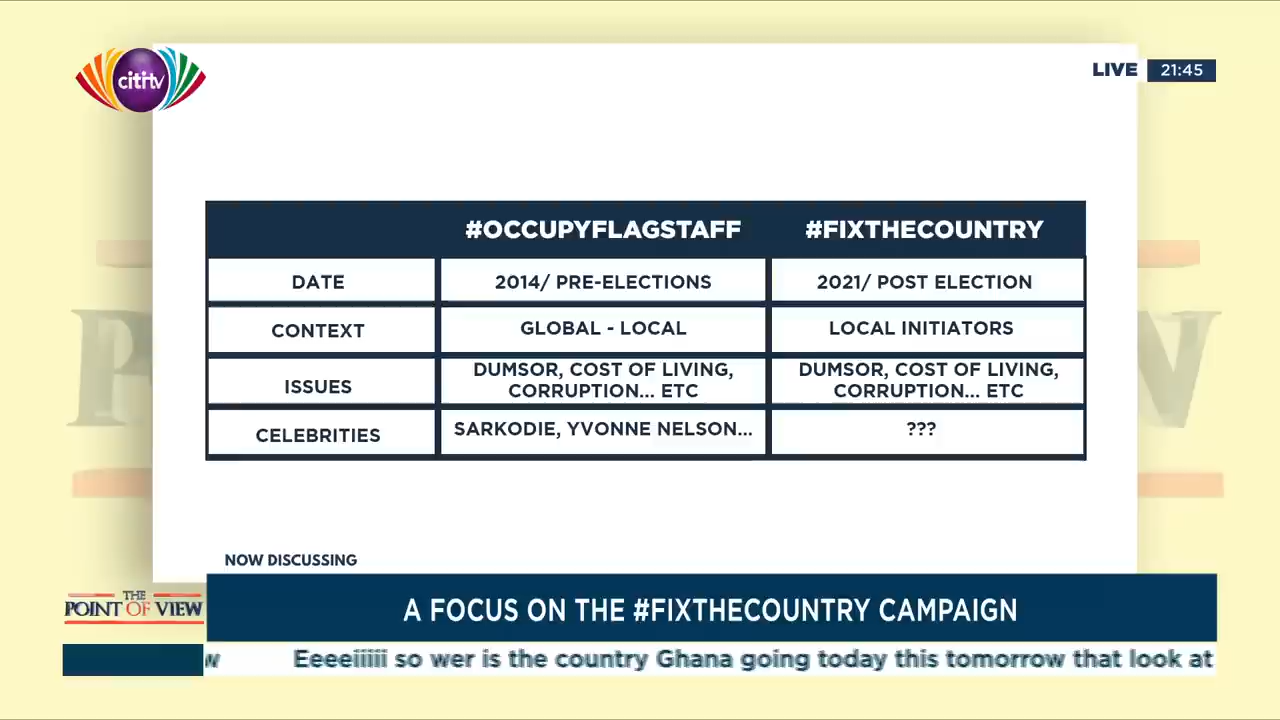 citi tv
LIVE 21:45
#OCCUPYFLAGSTAFF #FIXTHECOUNTRY
DATE 2014/ PRE-ELECTIONS 2021/ POST ELECTION
CONTEXT GLOBAL - LOCAL LOCAL INITIATORS
ISSUES DUMSOR, COST OF LIVING, CORRUPTION... ETC DUMSOR, COST OF LIVING, CORRUPTION... ETC
CELEBRITIES SARKODIE, YVONNE NELSON... ???
NOW DISCUSSING
THE
POINT OF VIEW
A FOCUS ON THE #FIXTHECOUNTRY CAMPAIGN
w Eeeeiiiii so wer is the country Ghana going today this tomorrow that look at